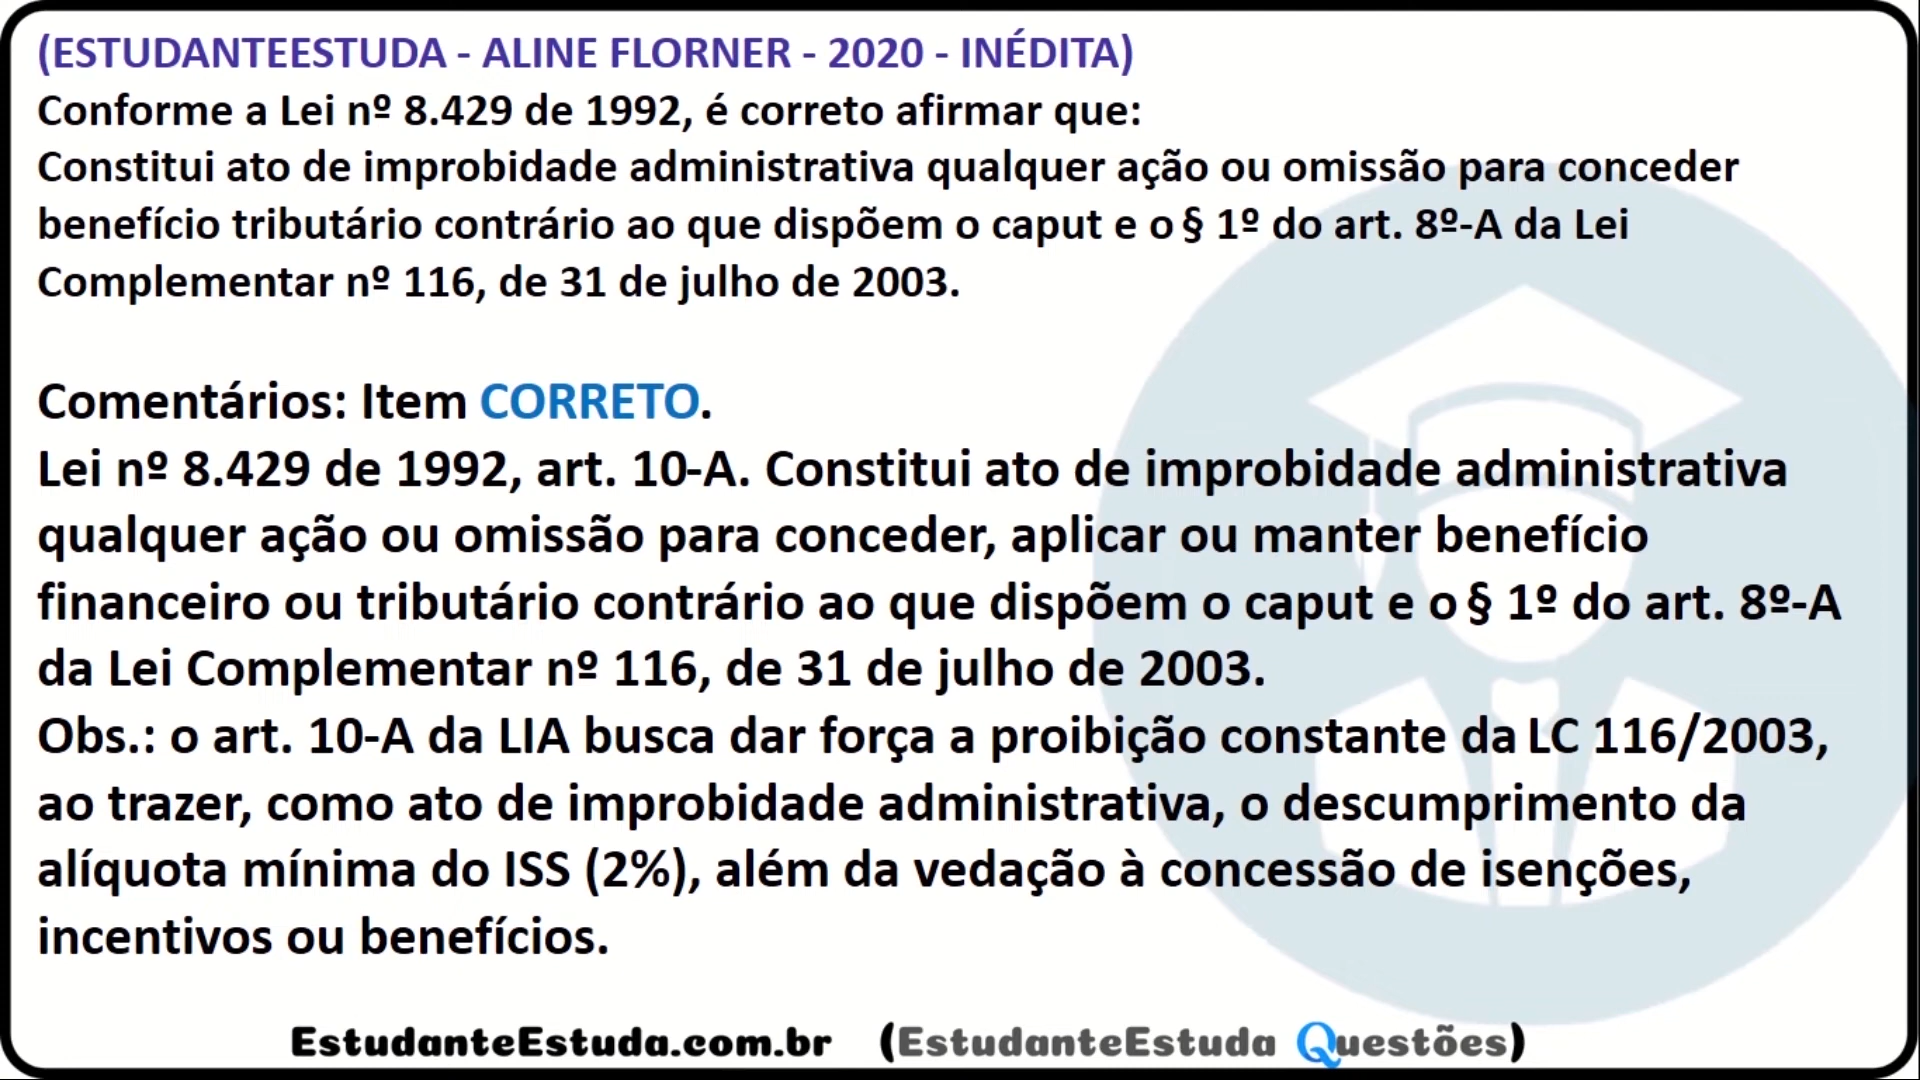 (ESTUDANTEESTUDA - ALINE FLORNER - 2020 - INÉDITA)
Conforme a Lei nº 8.429 de 1992, é correto afirmar que:
Constitui ato de improbidade administrativa qualquer ação ou omissão para conceder
benefício tributário contrário ao que dispõem o caput e o § 1º do art. 8º-A da Lei
Complementar nº 116, de 31 de julho de 2003.
Comentários: Item CORRETO.
Lei nº 8.429 de 1992, art. 10-A. Constitui ato de improbidade administrativa
qualquer ação ou omissão para conceder, aplicar ou manter benefício
financeiro ou tributário contrário ao que dispõem o caput e o § 1º do art. 8º-A
da Lei Complementar nº 116, de 31 de julho de 2003.
Obs.: o art. 10-A da LIA busca dar força a proibição constante da LC 116/2003,
ao trazer, como ato de improbidade administrativa, o descumprimento da
alíquota mínima do ISS (2%), além da vedação à concessão de isenções,
incentivos ou benefícios.
EstudanteEstuda.com.br (EstudanteEstuda Questões)